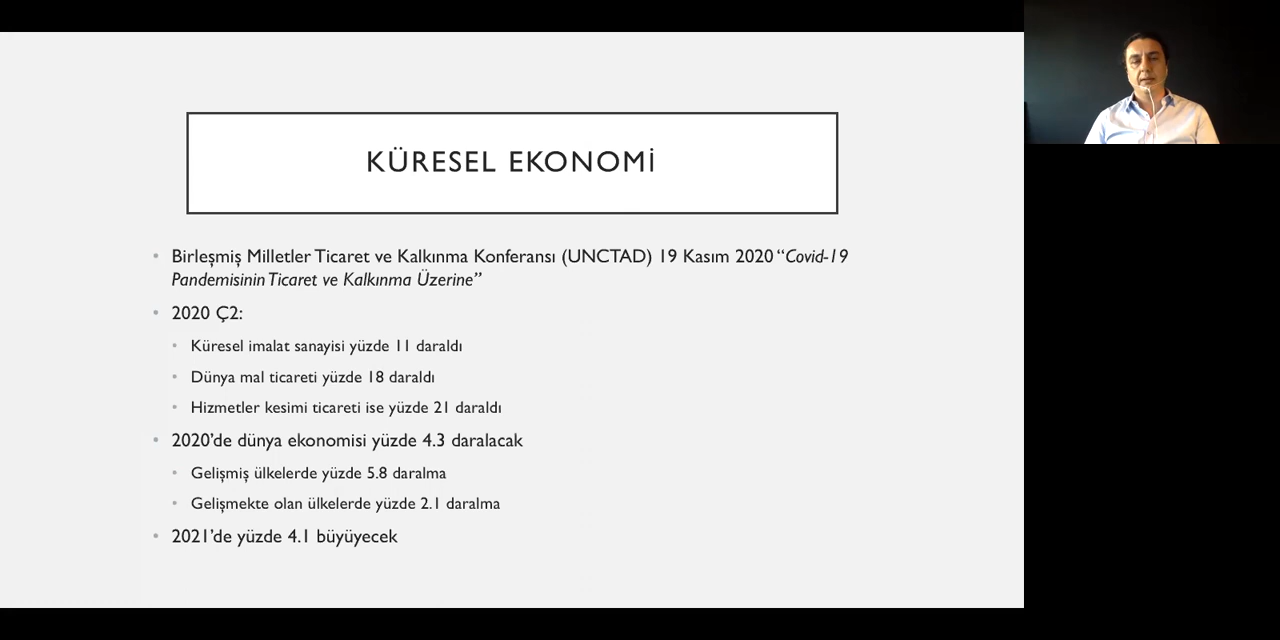 KÜRESEL EKONOMİ
• Birleşmiş Milletler Ticaret ve Kalkınma Konferansı (UNCTAD) 19 Kasım 2020 “Covid-19
Pandemisinin Ticaret ve Kalkınma Üzerine”
• 2020 Ç2:
• Küresel imalat sanayisi yüzde 11 daraldı
• Dünya mal ticareti yüzde 18 daraldı
• Hizmetler kesimi ticareti ise yüzde 21 daraldı
• 2020’de dünya ekonomisi yüzde 4.3 daralacak
• Gelişmiş ülkelerde yüzde 5.8 daralma
• Gelişmekte olan ülkelerde yüzde 2.1 daralma
• 2021’de yüzde 4.1 büyüyecek